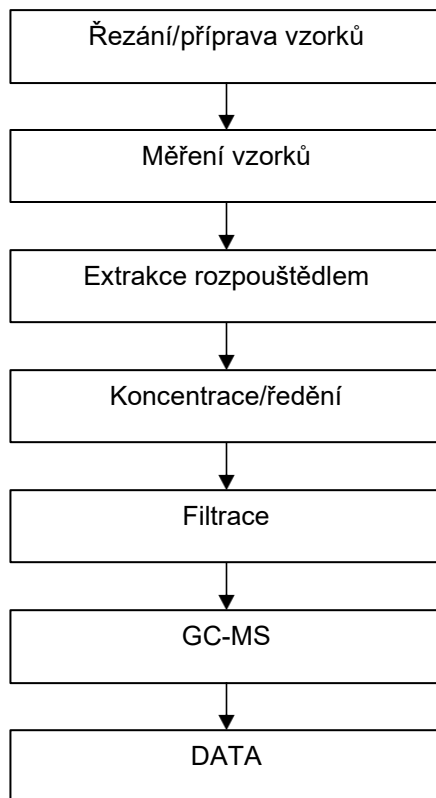 Řezání/příprava vzorků
Měření vzorků
Extrakce rozpouštědlem
Koncentrace/ředění
Filtrace
GC-MS
DATA